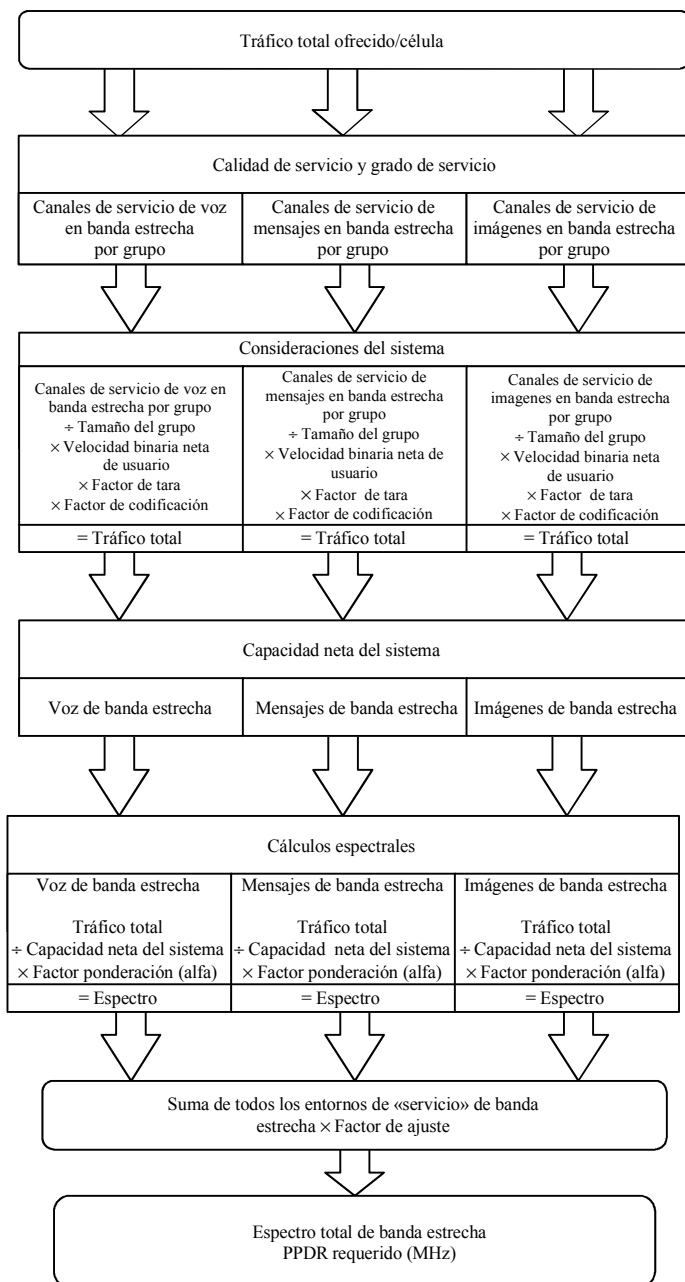 Tráfico total ofrecido/célula
Calidad de servicio y grado de servicio
Canales de servicio de voz
en banda estrecha
por grupo
Canales de servicio de
mensajes en banda estrecha
por grupo
Canales de servicio de
imágenes en banda estrecha
por grupo
Consideraciones del sistema
Canales de servicio de voz en
banda estrecha por grupo
÷ Tamaño del grupo
× Velocidad binaria neta
de usuario
× Factor de tara
× Factor de codificación
= Tráfico total
Canales de servicio de
mensajes en banda estrecha
por grupo
÷ Tamaño del grupo
× Velocidad binaria neta de
usuario
× Factor de tara
× Factor de codificación
= Tráfico total
Canales de servicio de
imagenes en banda estrecha
por grupo
÷ Tamaño del grupo
× Velocidad binaria neta
de usuario
× Factor de tara
× Factor de codificación
= Tráfico total
Capacidad neta del sistema
Voz de banda estrecha
Mensajes de banda estrecha
Imágenes de banda estrecha
Cálculos espectrales
Voz de banda estrecha
Tráfico total
÷ Capacidad neta del sistema
× Factor ponderación (alfa)
= Espectro
Mensajes de banda estrecha
Tráfico total
÷ Capacidad neta del sistema
× Factor ponderación (alfa)
= Espectro
Imágenes de banda estrecha
Tráfico total
÷ Capacidad neta del sistema
× Factor ponderación (alfa)
= Espectro
Suma de todos los entornos de «servicio» de banda
estrecha × Factor de ajuste
Espectro total de banda estrecha
PPDR requerido (MHz)